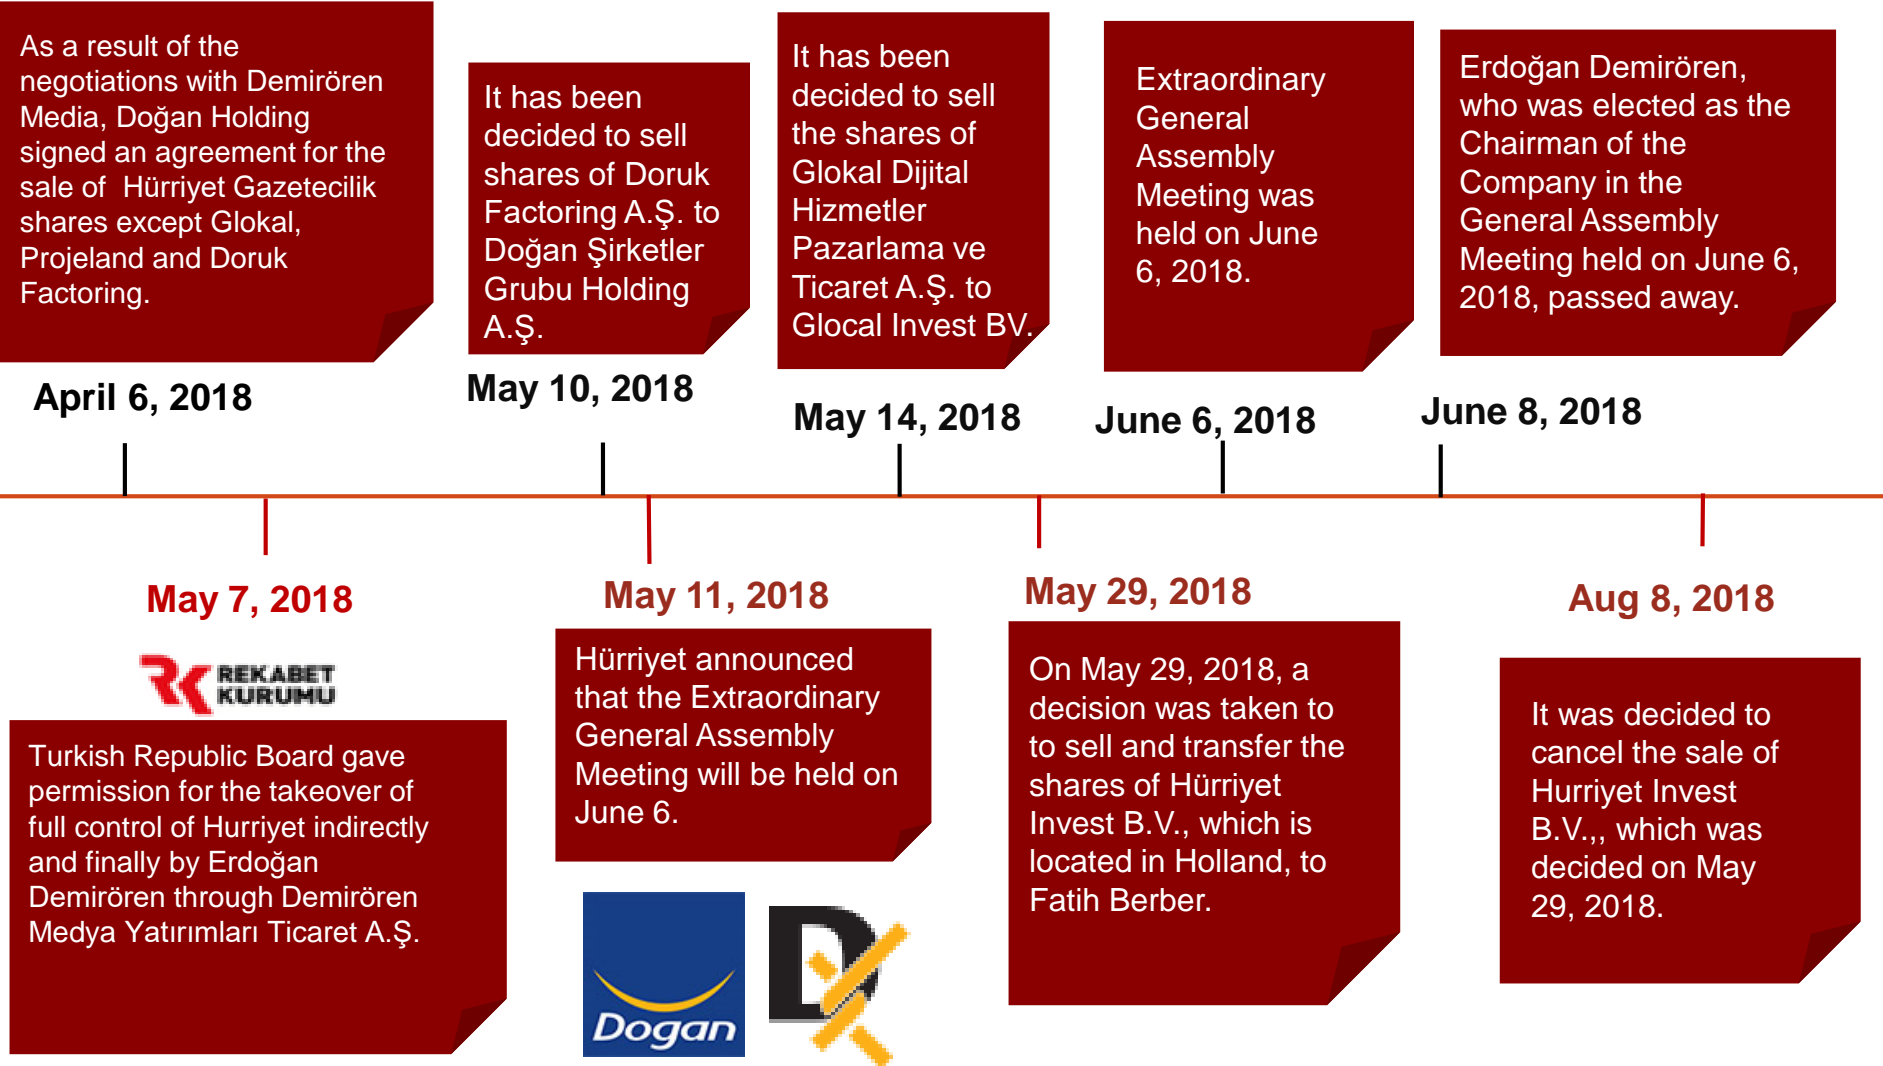 As a result of the
negotiations with Demirören
Media, Doğan Holding
signed an agreement for the
sale of  Hürriyet Gazetecilik
shares except Glokal,
Projeland and Doruk
Factoring.
April 6, 2018
It has been
decided to sell
shares of Doruk
Factoring A.Ş. to
Doğan Şirketler
Grubu Holding
A.Ş.
May 10, 2018
It has been
decided to sell
the shares of
Glokal Dijital
Hizmetler
Pazarlama ve
Ticaret A.Ş. to
Glocal Invest BV.
May 14, 2018
Extraordinary
General
Assembly
Meeting was
held on June
6, 2018.
June 6, 2018
Erdoğan Demirören,
who was elected as the
Chairman of the
Company in the
General Assembly
Meeting held on June 6,
2018, passed away.
June 8, 2018
May 7, 2018
REKABET
KURUMU
Turkish Republic Board gave
permission for the takeover of
full control of Hurriyet indirectly
and finally by Erdoğan
Demirören through Demirören
Medya Yatırımları Ticaret A.Ş.
May 11, 2018
Hürriyet announced
that the Extraordinary
General Assembly
Meeting will be held on
June 6.
Dogan
May 29, 2018
On May 29, 2018, a
decision was taken to
to sell and transfer the
shares of Hürriyet
Invest B.V., which is
located in Holland, to
Fatih Berber.
Aug 8, 2018
It was decided to
cancel the sale of
Hurriyet Invest
B.V.,, which was
decided on May
29, 2018.